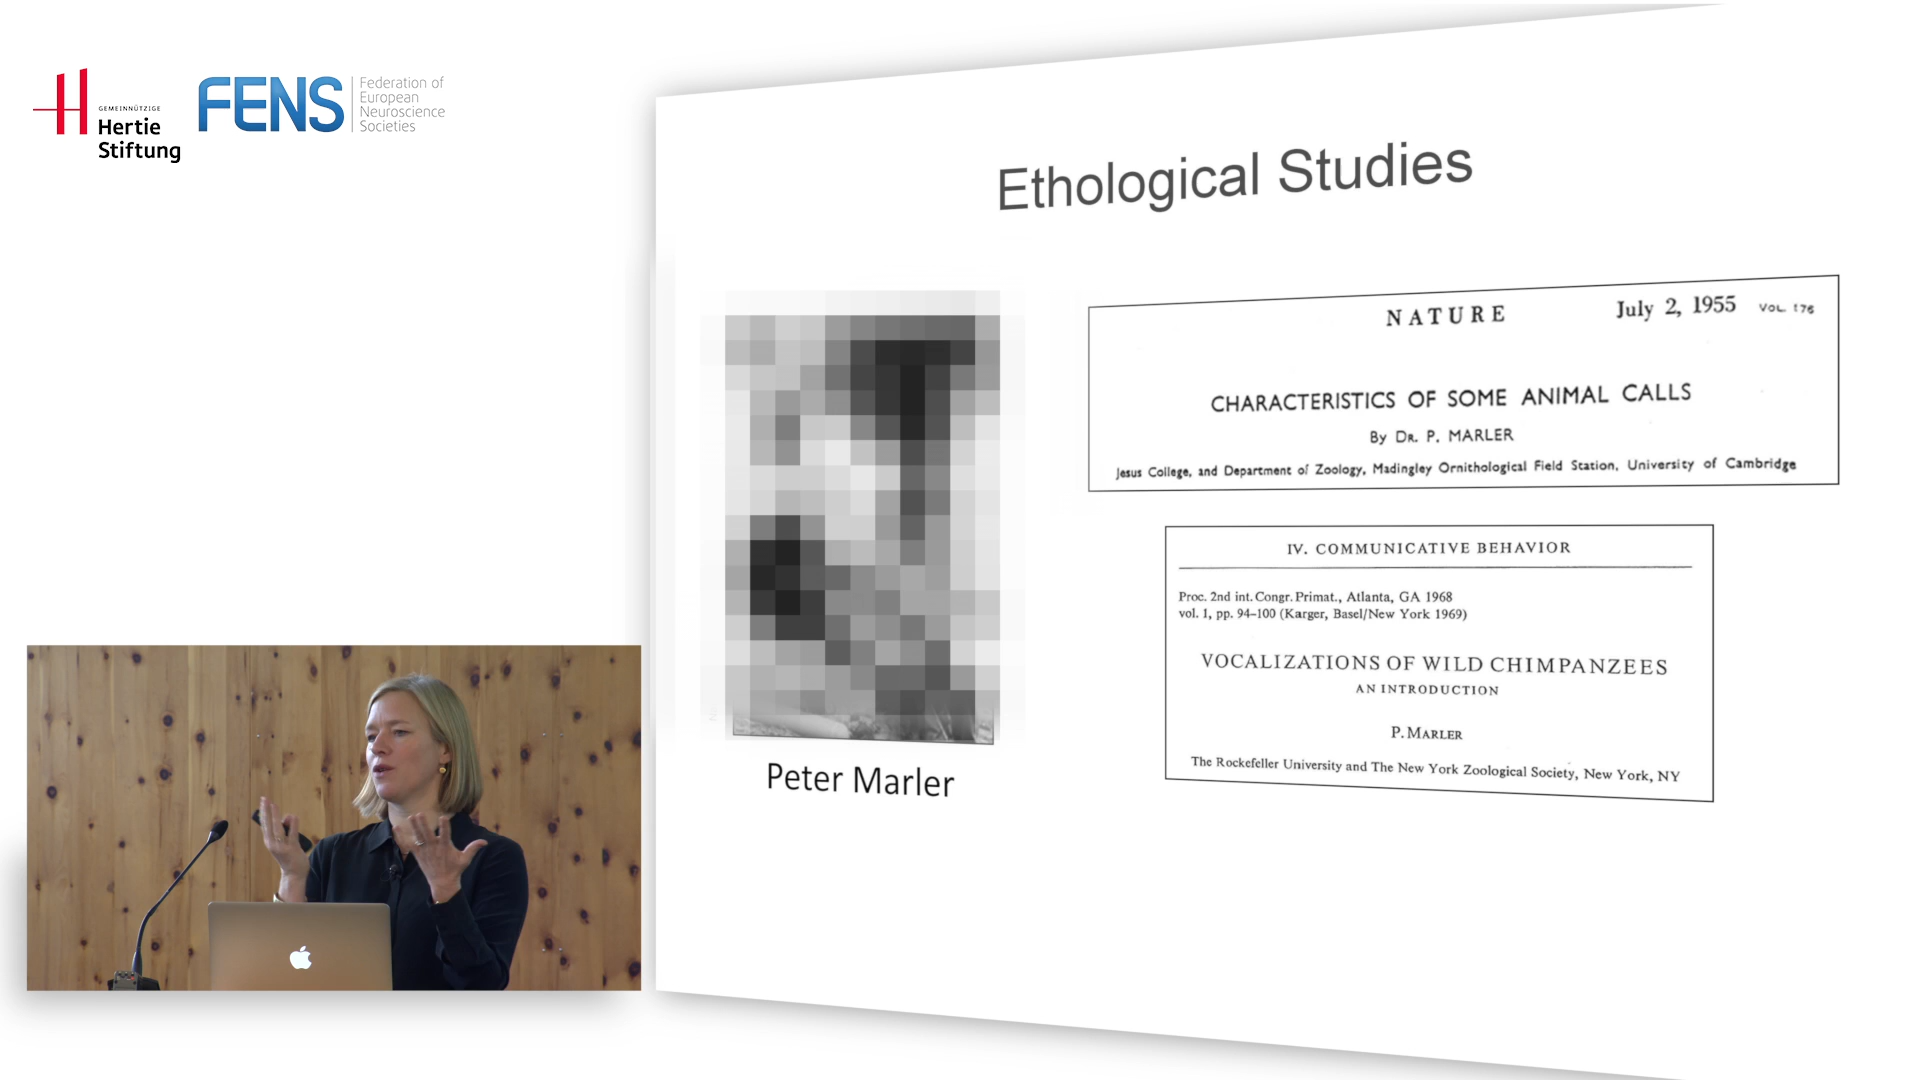 GEMEINNÜTZIGE
Hertie
Stiftung
FENS
Federation of
European
Neuroscience
Societies
Ethological Studies
NATURE July 2, 1955 VOL. 176
CHARACTERISTICS OF SOME ANIMAL CALLS
By DR. P. MARLER
Jesus College, and Department of Zoology, Madingley Ornithological Field Station, University of Cambridge
IV. COMMUNICATIVE BEHAVIOR
Proc. 2nd int. Congr. Primat., Atlanta, GA 1968
vol. 1, pp. 94–100 (Karger, Basel/New York 1969)
VOCALIZATIONS OF WILD CHIMPANZEES
AN INTRODUCTION
P. MARLER
The Rockefeller University and The New York Zoological Society, New York, NY
Peter Marler